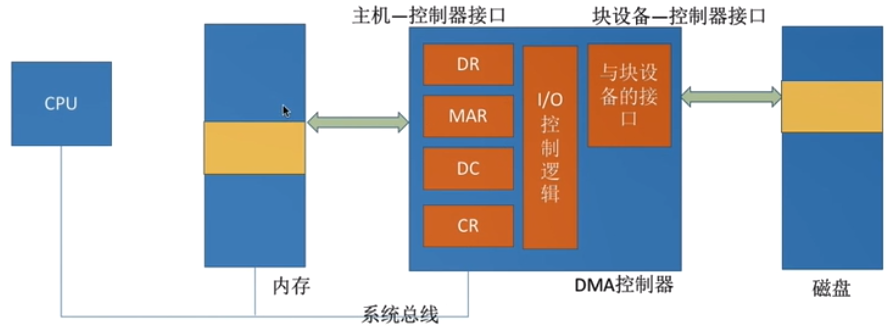 主机—控制器接口
块设备—控制器接口
CPU
DR
MAR
DC
CR
I/O
控
制
逻
辑
与块设
备的接
口
内存
DMA控制器
磁盘
系统总线